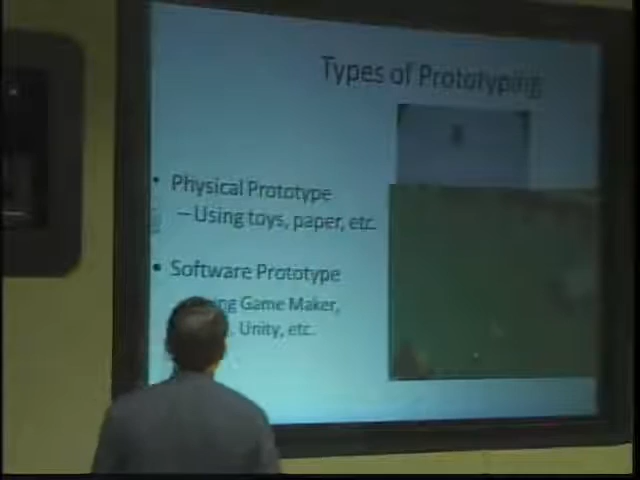 Types of Prototyping
• Physical Prototype
–Using toys, paper, etc.
• Software Prototype
Game Maker,
Unity, etc.